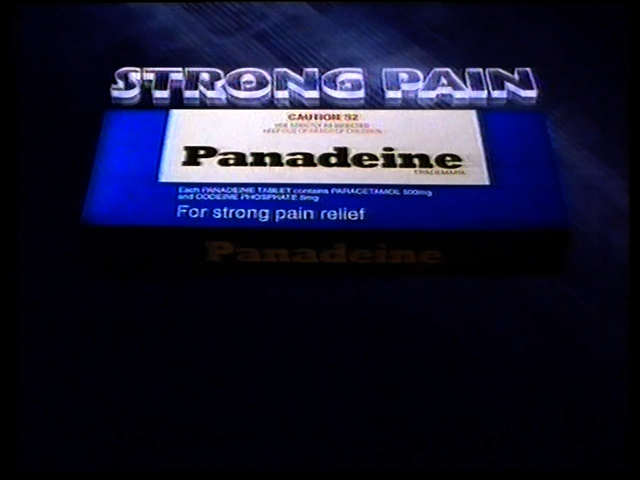 STRONG PAIN
CAUTION S2
USE STRICTLY AS DIRECTED
KEEP OUT OF REACH OF CHILDREN
Panadeine
TRADEMARK
Each PANADEINE TABLET contains PARACETAMOL 500mg
and CODEINE PHOSPHATE 8mg
For strong pain relief
Panadeine